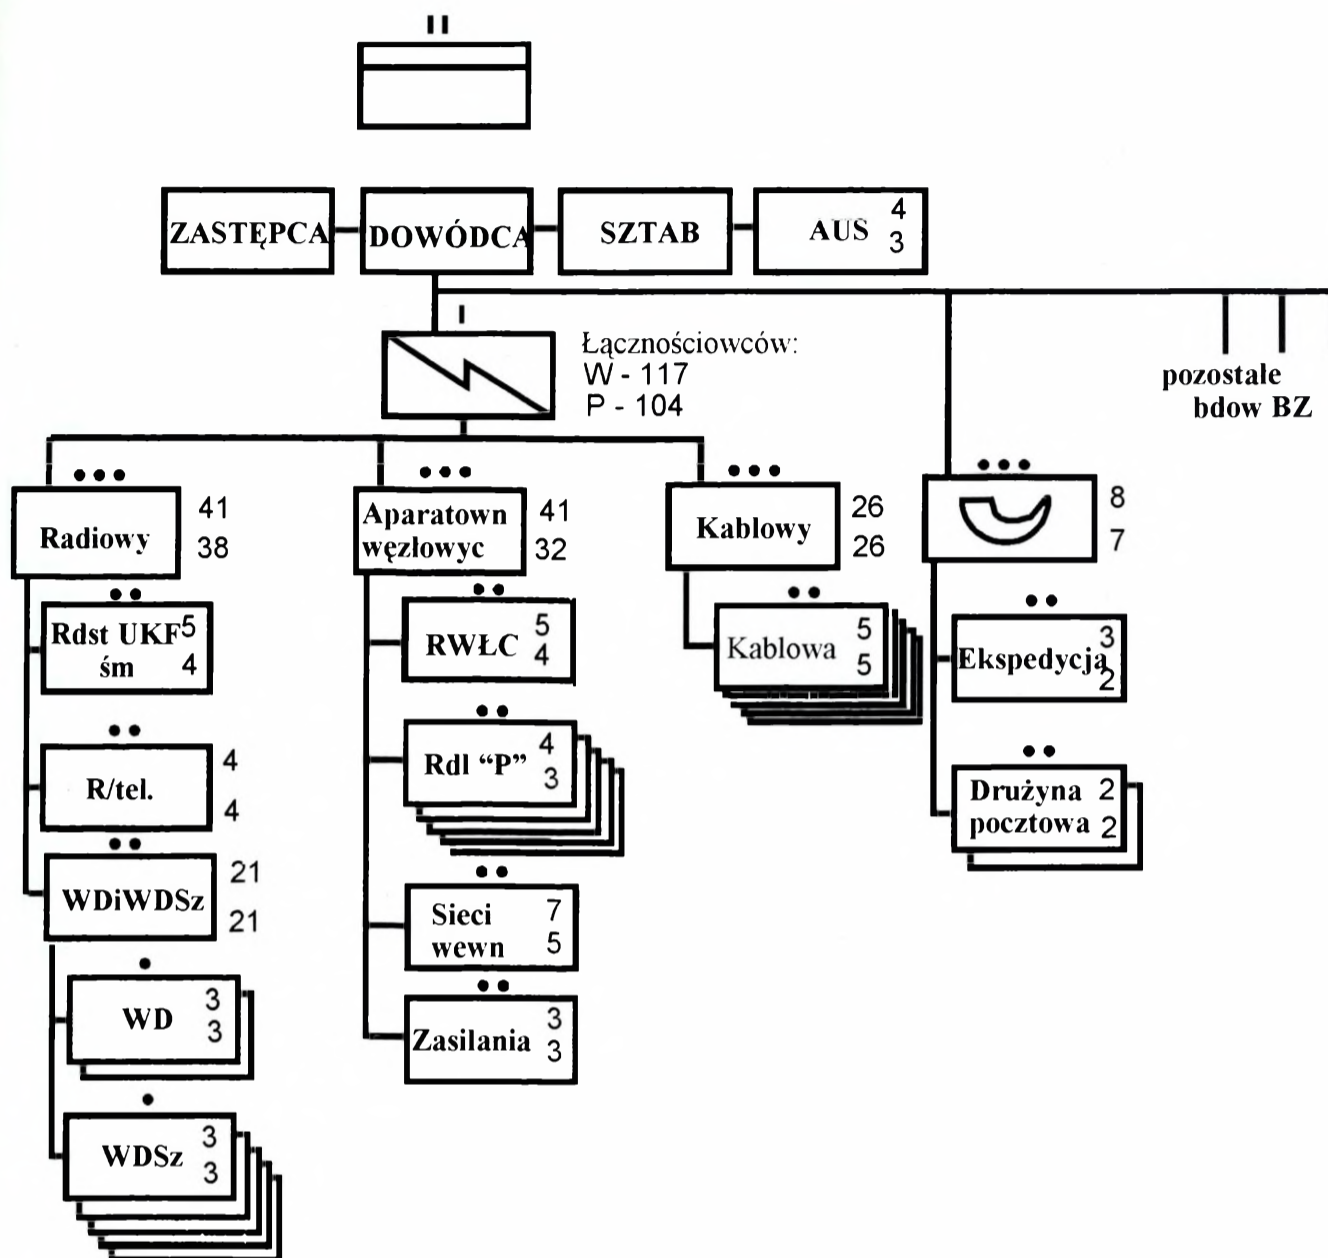 II
ZASTĘPCA
DOWÓDCA
SZTAB
AUS 4
3
I
Łącznościowców:
W - 117
P - 104
pozostałe
bdow BZ
Radiowy
41
38
Rdst UKF 5
śm 4
R/tel.
4
4
WDiWDSz
21
21
WD 3
3
WDSz 3
3
Aparatown
węzłowyc
41
32
RWŁC 5
4
Rdl “P” 4
3
Sieci 7
wewn 5
Zasilania 3
3
Kablowy
26
26
Kablowa 5
5
8
7
Ekspedycja 3
2
Drużyna 2
pocztowa 2